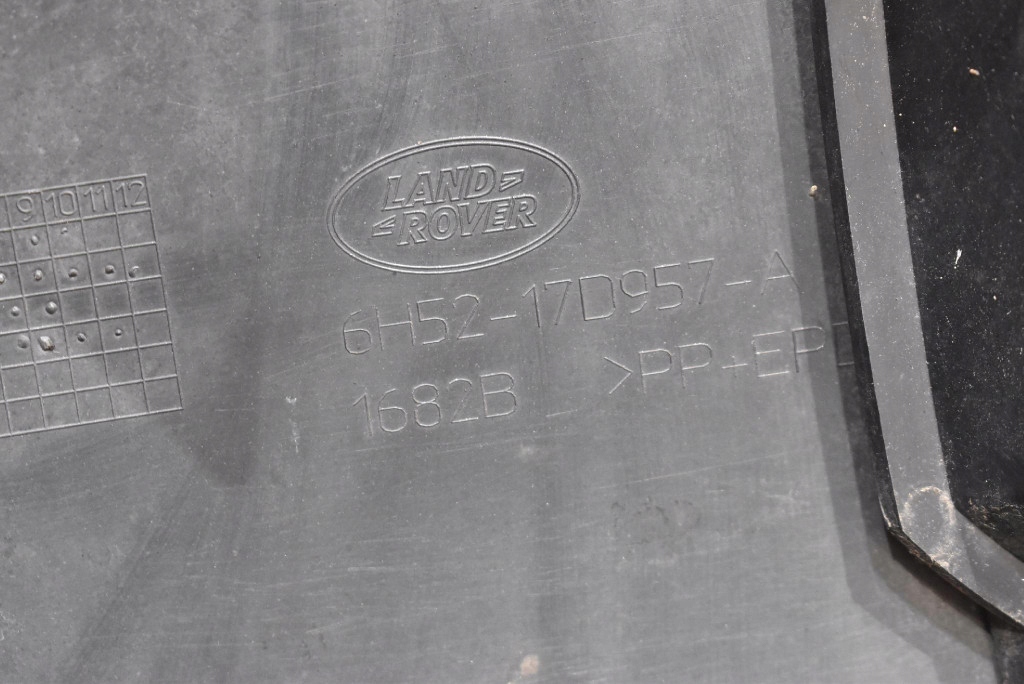 9 10 11 12
LAND
ROVER
6H52-17D957-A
1682B >PP+EP